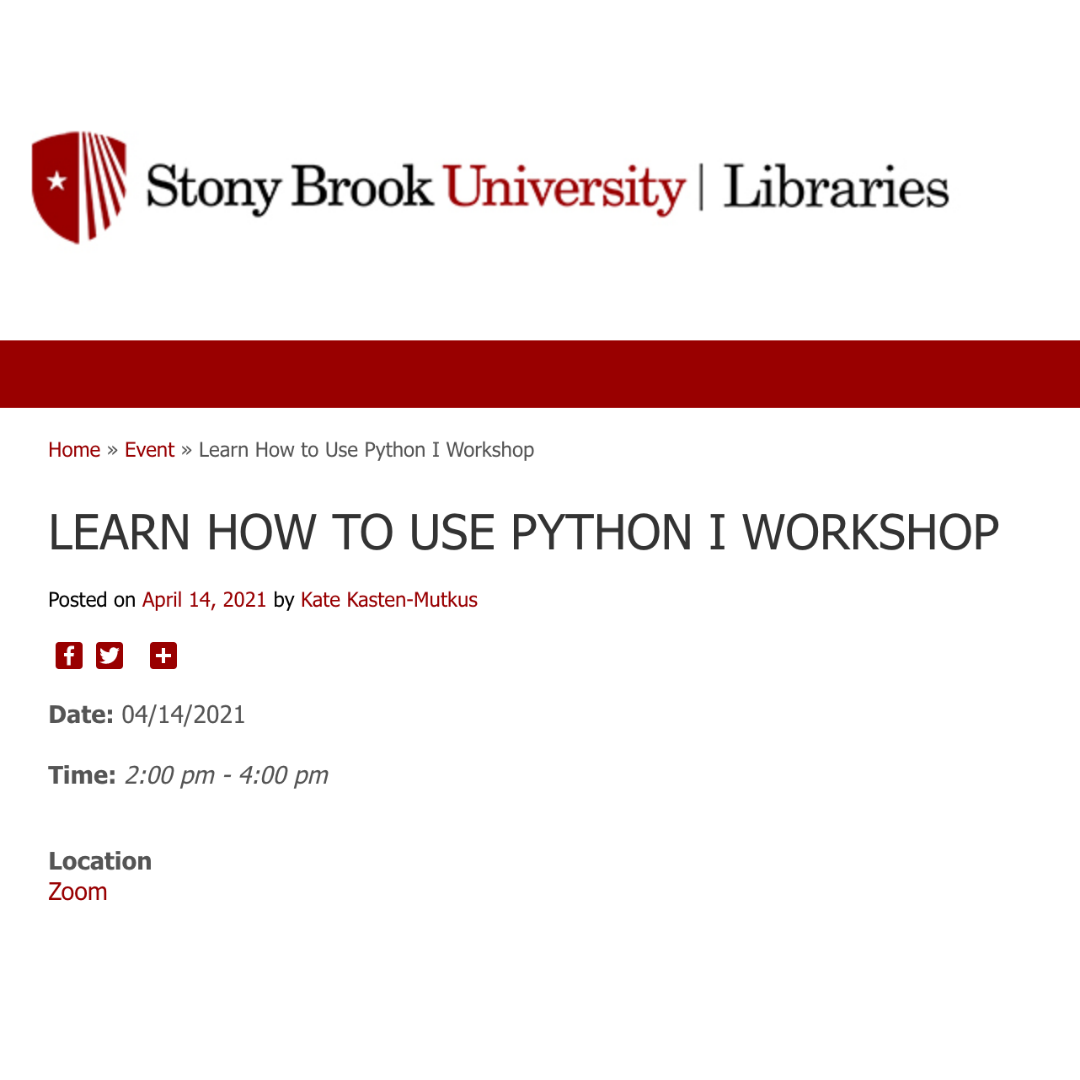 Stony Brook University | Libraries
Home » Event » Learn How to Use Python I Workshop
LEARN HOW TO USE PYTHON I WORKSHOP
Posted on April 14, 2021 by Kate Kasten-Mutkus
Date: 04/14/2021
Time: 2:00 pm - 4:00 pm
Location
Zoom